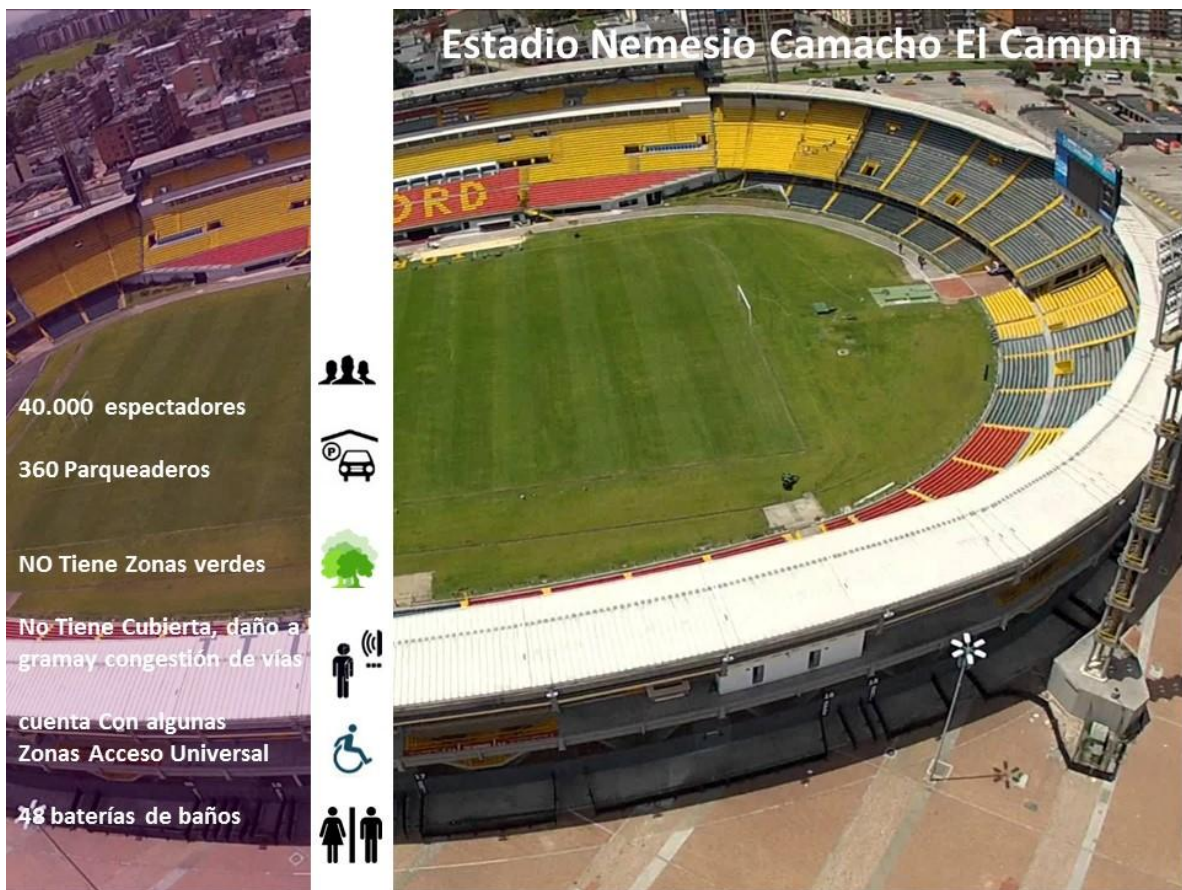 Estadio Nemesio Camacho El Campin
ORD
40.000 espectadores
360 Parqueaderos
P
NO Tiene Zonas verdes
No Tiene Cubierta, daño a
gramay congestión de vías
cuenta Con algunas
Zonas Acceso Universal
48 baterías de baños